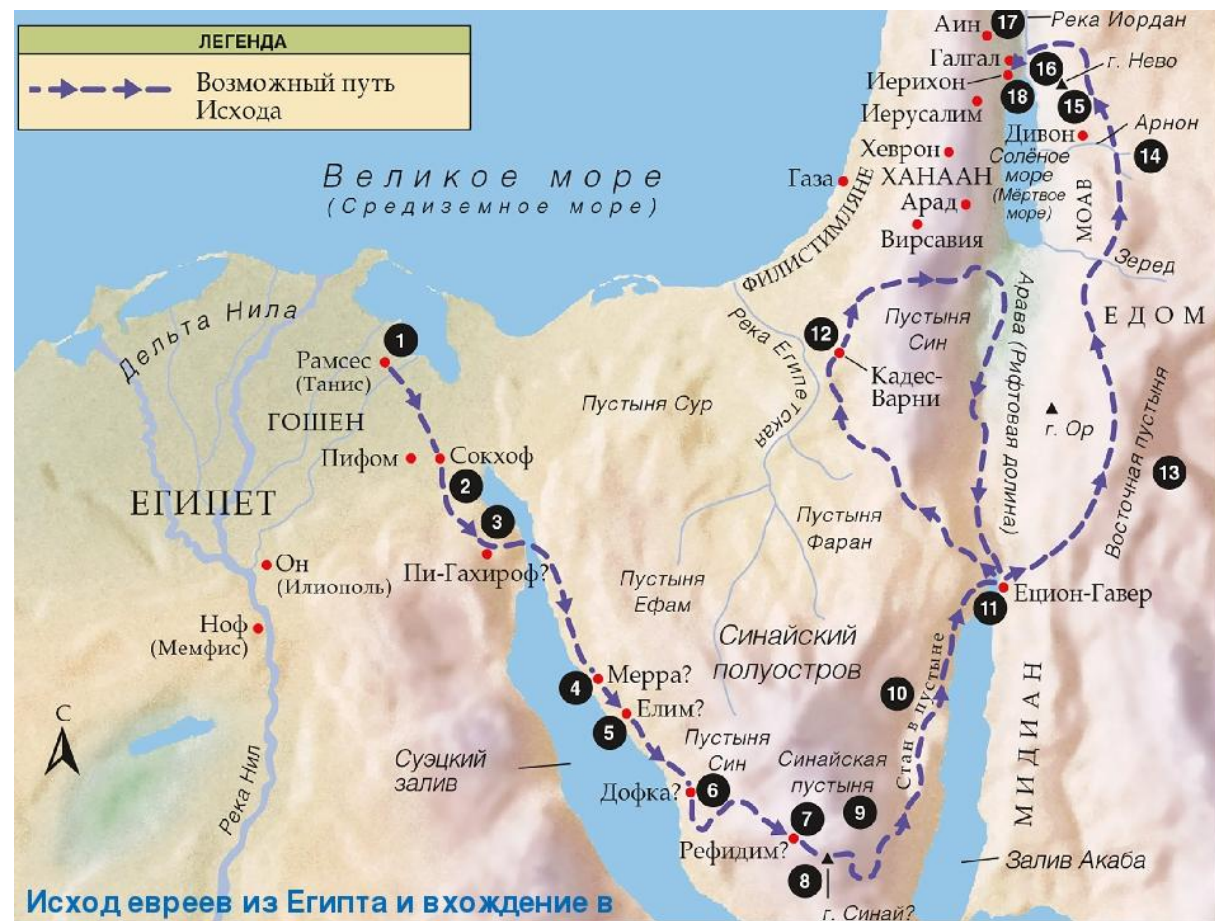 ЛЕГЕНДА
Возможный путь
Исхода
Великое море
(Средиземное море)
Аин
17
Река Иордан
Галгал
16
г. Нево
Иерихон
18
15
Иерусалим
Дивон
Арнон
14
Хеврон
Солёное
море
(Мёртвое
море)
Газа
ХАНААН
Арад
МОАВ
Вирсавия
ФИЛИСТИМЛЯНЕ
Зеред
ЕДОМ
Дельта Нила
1
Рамсес
(Танис)
ГОШЕН
Пифом
Сокхоф
2
3
Пи-Гахироф?
ЕГИПЕТ
Он
(Илиополь)
Ноф
(Мемфис)
Река Нил
С
Пустыня Сур
Река Египетская
12
Кадес-
Варни
Пустыня
Син
Арава (Рифтовая долина)
г. Ор
Восточная пустыня
13
Пустыня
Фаран
Пустыня
Ефам
Синайский
полуостров
11
Ецион-Гавер
4
Мерра?
5
Елим?
10
Стан в пустыне
МИДИАН
Суэцкий
залив
Пустыня
Син
Дофка?
6
Синайская
пустыня
7
9
Рефидим?
8
г. Синай?
Залив Акаба
Исход евреев из Египта и вхождение в